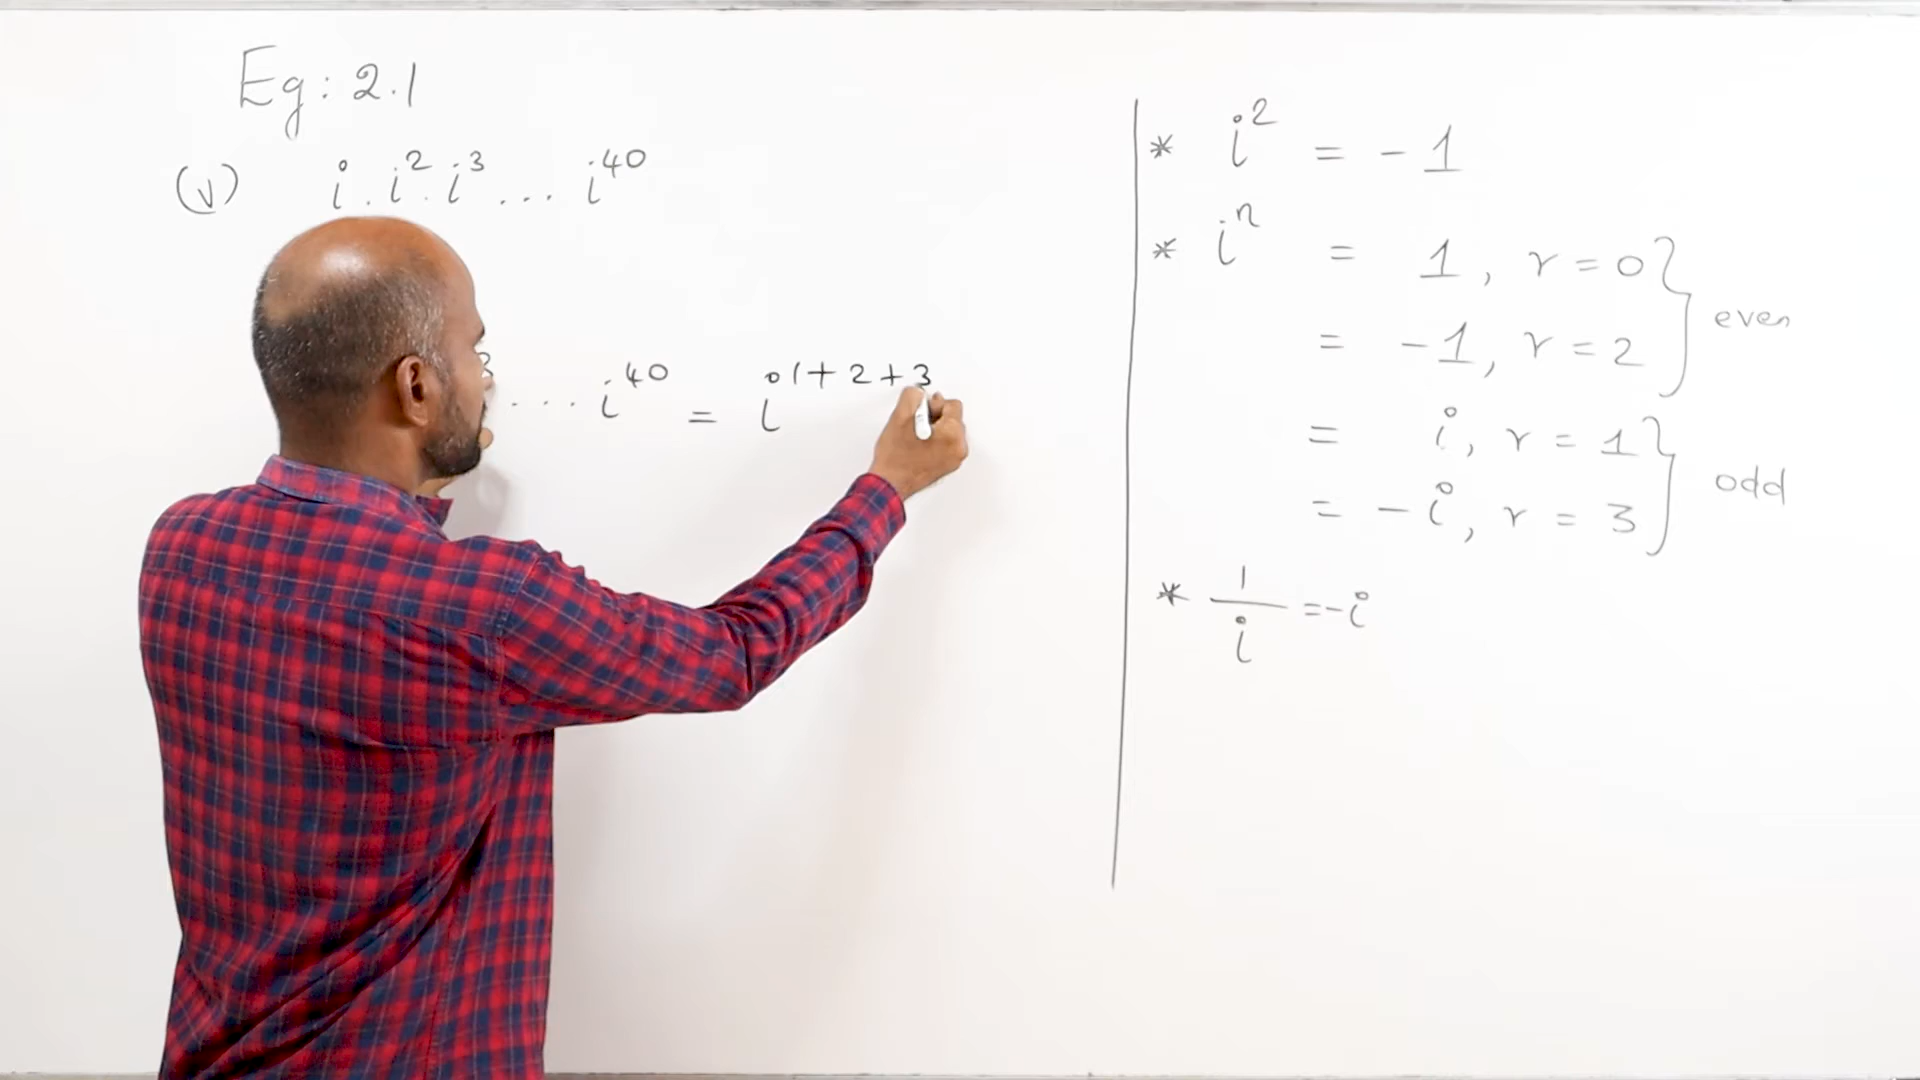 Eg: 2.1
(v) i . i² . i³ ... i⁴⁰
³ ... i⁴⁰ = i¹⁺²⁺³
* i² = -1
* iⁿ = 1, r = 0 } even
= -1, r = 2
= i, r = 1 } odd
= -i, r = 3
* 1/i = -i